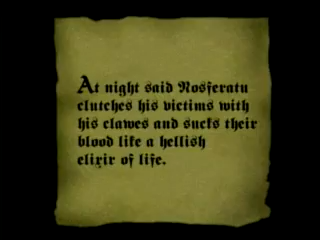 At night said Nosferatu
clutches his victims with
his clawes and sucks their
blood like a hellish
elixir of life.